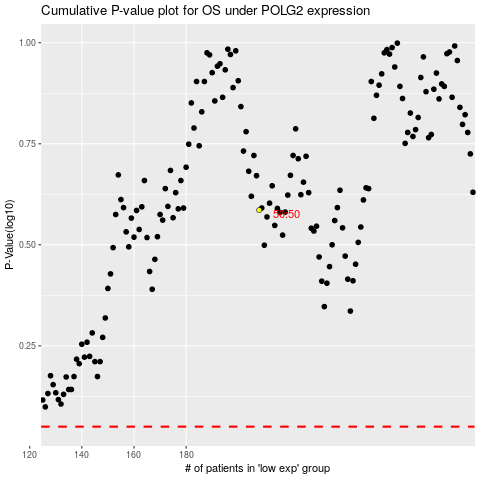 Cumulative P-value plot for OS under POLG2 expression
P-Value(log10)
1.00
0.75
0.50
0.25
50:50
120 140 160 180
# of patients in 'low exp' group